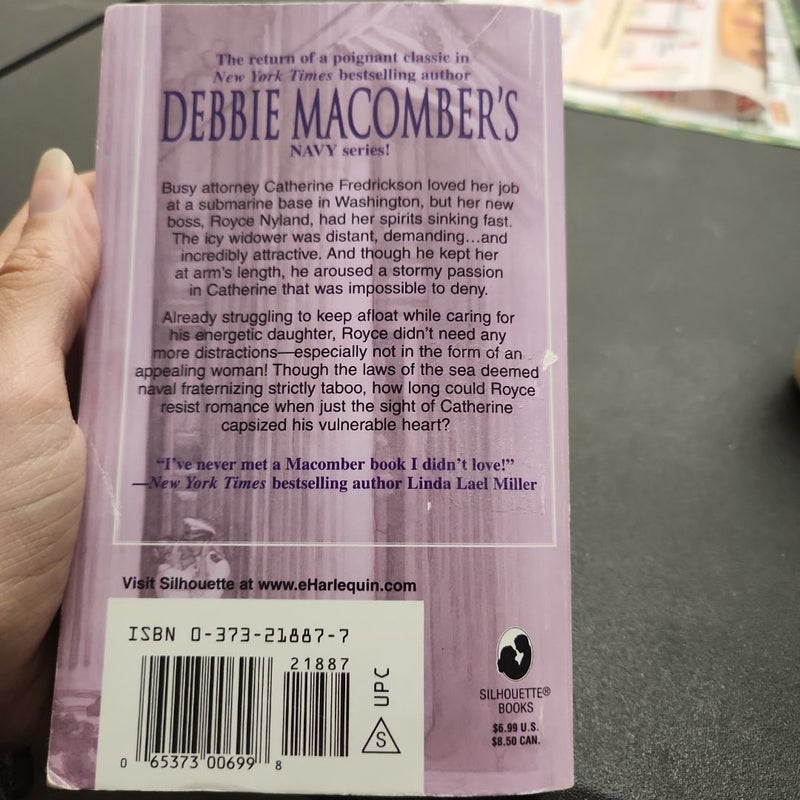 The return of a poignant classic in
New York Times bestselling author
DEBBIE MACOMBER'S
NAVY series!
Busy attorney Catherine Fredrickson loved her job
at a submarine base in Washington, but her new
boss, Royce Nyland, had her spirits sinking fast.
The icy widower was distant, demanding...and
incredibly attractive. And though he kept her
at arm's length, he aroused a stormy passion
in Catherine that was impossible to deny.
Already struggling to keep afloat while caring for
his energetic daughter, Royce didn't need any
more distractions—especially not in the form of an
appealing woman! Though the laws of the sea deemed
naval fraternizing strictly taboo, how long could Royce
resist romance when just the sight of Catherine
capsized his vulnerable heart?
"I've never met a Macomber book I didn't love!"
—New York Times bestselling author Linda Lael Miller
Visit Silhouette at www.eHarlequin.com
ISBN 0-373-21887-7
21887
UPC
S
0 65373 00699 8
SILHOUETTE®
BOOKS
$6.99 U.S.
$8.50 CAN.